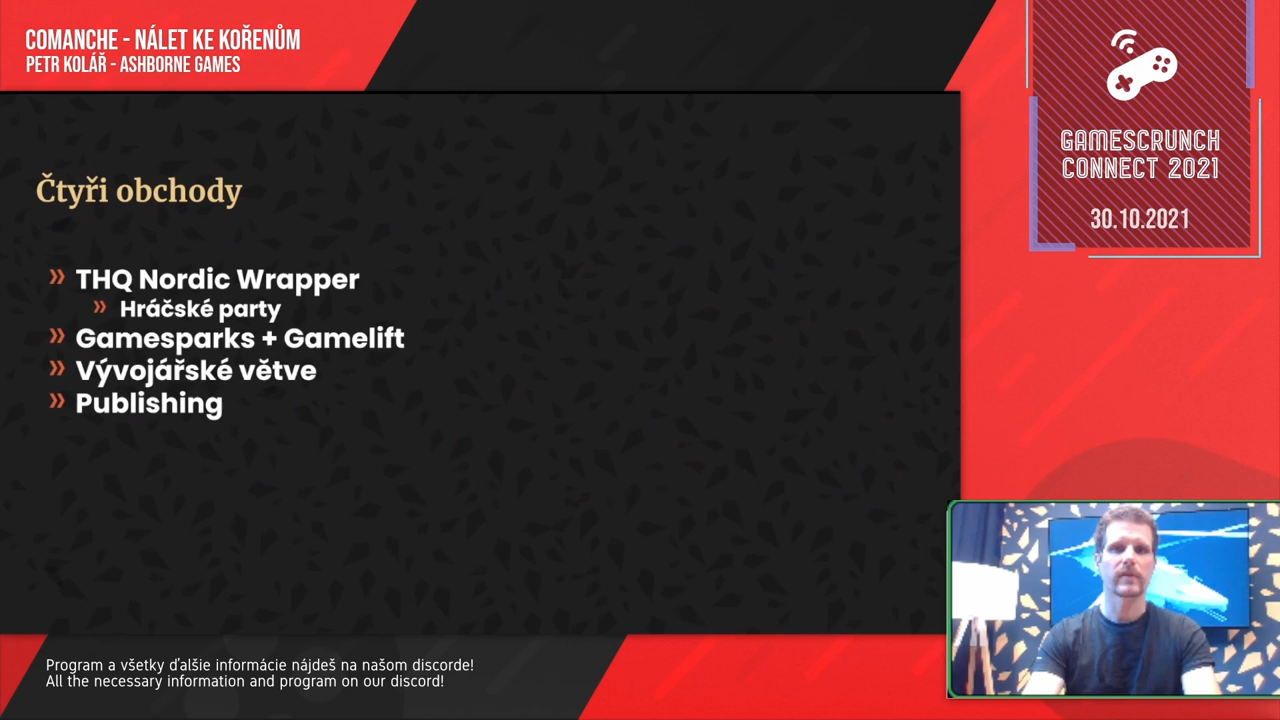 COMANCHE - NÁLET KE KOŘENŮM
PETR KOLÁŘ - ASHBORNE GAMES
GAMESCRUNCH
CONNECT 2021
30.10.2021
Čtyři obchody
» THQ Nordic Wrapper
» Hráčské party
» Gamesparks + Gamelift
» Vývojářské větve
» Publishing
Program a všetky ďalšie informácie nájdeš na našom discorde!
All the necessary information and program on our discord!